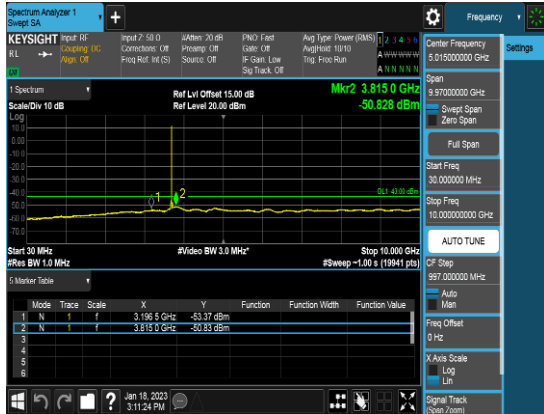 Spectrum Analyzer 1
Swept SA
Frequency
KEYSIGHT
RL
Input: RF
Coupling: DC
Align: Off
Input Z: 50 Ω
Corrections: Off
Freq Ref: Int (S)
#Atten: 20 dB
Preamp: Off
Source: Off
PNO: Fast
Gate: Off
IF Gain: Low
Sig Track: Off
Avg Type: Power (RMS)
Avg|Hold: 10/10
Trig: Free Run
1 2 3 4 5 6
A W W W W W
A N N N N N
LNI
1 Spectrum
Scale/Div 10 dB
Ref Lvl Offset 15.00 dB
Ref Level 20.00 dBm
Mkr2 3.815 0 GHz
-50.828 dBm
Log
10.0
0.00
-10.0
-20.0
-30.0
-40.0
-50.0
-60.0
-70.0
1
2
DL1 -43.00 dBm
Start 30 MHz
#Res BW 1.0 MHz
#Video BW 3.0 MHz*
Stop 10.000 GHz
#Sweep ~1.00 s (19941 pts)
5 Marker Table
Mode Trace Scale X Y Function Function Width Function Value
1 N 1 f 3.196 5 GHz -53.37 dBm
2 N 1 f 3.815 0 GHz -50.83 dBm
3
4
5
6
Jan 18, 2023
3:11:24 PM
Center Frequency
5.015000000 GHz
Settings
Span
9.97000000 GHz
Swept Span
Zero Span
Full Span
Start Freq
30.000000 MHz
Stop Freq
10.000000000 GHz
AUTO TUNE
CF Step
997.000000 MHz
Auto
Man
Freq Offset
0 Hz
X Axis Scale
Log
Lin
Signal Track
(Span Zoom)